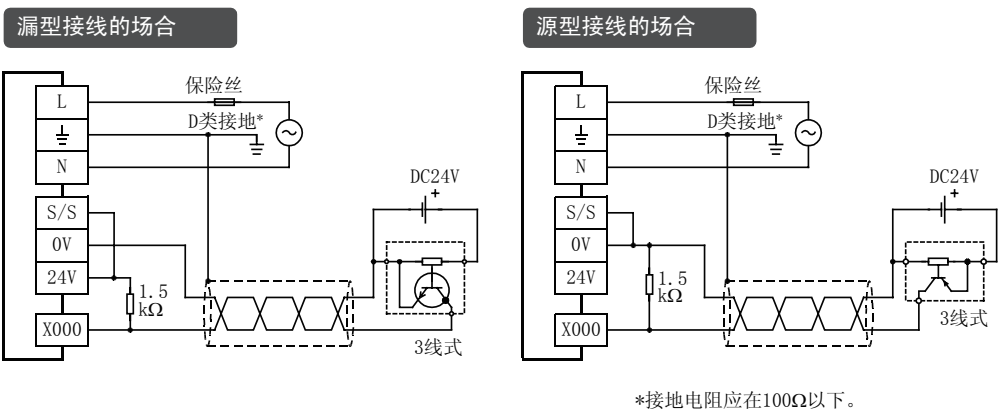 漏型接线的场合
L
保险丝
D类接地*
N
DC24V
+
S/S
0V
24V
1.5
kΩ
X000
3线式
源型接线的场合
L
保险丝
D类接地*
N
DC24V
+
S/S
0V
24V
1.5
kΩ
X000
3线式
*接地电阻应在100Ω以下。